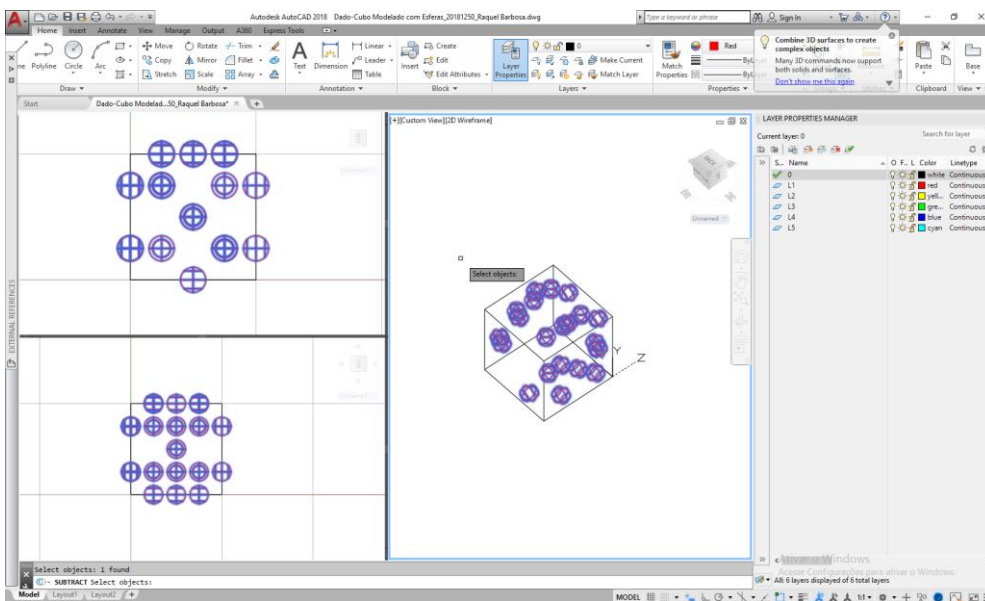 Autodesk AutoCAD 2018 Dado-Cubo Modelado com Esferas_20181250_Raquel Barbosa.dwg
Type a keyword or phrase
Sign In
Home Insert Annotate View Manage Output A360 Express Tools
Polyline Circle Arc
Move Rotate Trim
Copy Mirror Fillet
Stretch Scale Array
Text Dimension
Linear
Leader
Table
Insert
Create
Edit
Edit Attributes
Layer Properties
0
Make Current
Match Layer
Match Properties
Red
Paste
Base
Combine 3D surfaces to create complex objects
Many 3D commands now support both solids and surfaces.
Don't show me this again
Draw Modify Annotation Block Layers Properties Clipboard View
Start Dado-Cubo Modelad...50_Raquel Barbosa*
[+][Custom View][2D Wireframe]
BACK
Unnamed
Select objects:
Y
Z
EXTERNAL REFERENCES
LAYER PROPERTIES MANAGER
Current layer: 0
Search for layer
S.. Name O F.. L Color Linetype
0 white Continuous
L1 red Continuous
L2 yell... Continuous
L3 gre... Continuous
L4 blue Continuous
L5 cyan Continuous
Ativar o Windows
Acesse Configurações para ativar o Windows.
All: 6 layers displayed of 6 total layers
Select objects: 1 found
SUBTRACT Select objects:
Model Layout1 Layout2 +
MODEL
1:1